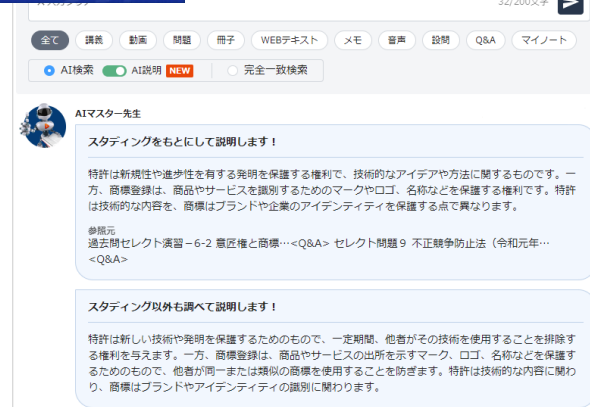 32/200文字
全て 講義 動画 問題 冊子 WEBテキスト メモ 音声 設問 Q&A マイノート
AI検索 AI説明 NEW 完全一致検索
AIマスター先生
スタディングをもとにして説明します！
特許は新規性や進歩性を有する発明を保護する権利で、技術的なアイデアや方法に関するものです。一
方、商標登録は、商品やサービスを識別するためのマークやロゴ、名称などを保護する権利です。特許
は技術的な内容を、商標はブランドや企業のアイデンティティを保護する点で異なります。
参照元
過去問セレクト演習－6-2 意匠権と商標…<Q&A> セレクト問題９ 不正競争防止法（令和元年…
<Q&A>
スタディング以外も調べて説明します！
特許は新しい技術や発明を保護するためのもので、一定期間、他者がその技術を使用することを排除す
る権利を与えます。一方、商標登録は、商品やサービスの出所を示すマーク、ロゴ、名称などを保護す
るためのもので、他者が同一または類似の商標を使用することを防ぎます。特許は技術的な内容に関わ
り、商標はブランドやアイデンティティの識別に関わります。